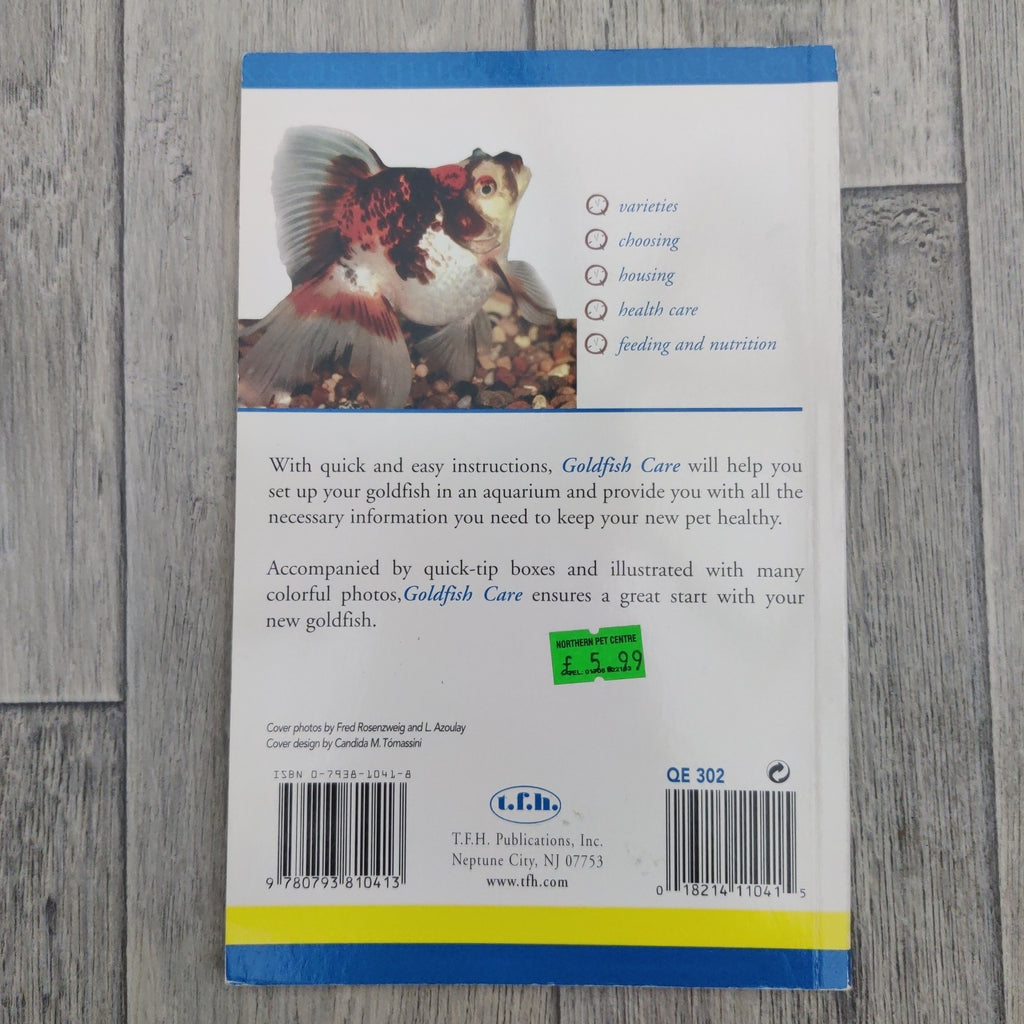 varieties
choosing
housing
health care
feeding and nutrition
With quick and easy instructions, Goldfish Care will help you
set up your goldfish in an aquarium and provide you with all the
necessary information you need to keep your new pet healthy.
Accompanied by quick-tip boxes and illustrated with many
colorful photos,Goldfish Care ensures a great start with your
new goldfish.
NORTHERN PET CENTRE
£ 5.99
Cover photos by Fred Rosenzweig and L. Azoulay
Cover design by Candida M. Tómassini
ISBN 0-7938-1041-8
9 780793 810413
t.f.h.
T.F.H. Publications, Inc.
Neptune City, NJ 07753
www.tfh.com
QE 302
0 18214 11041 5